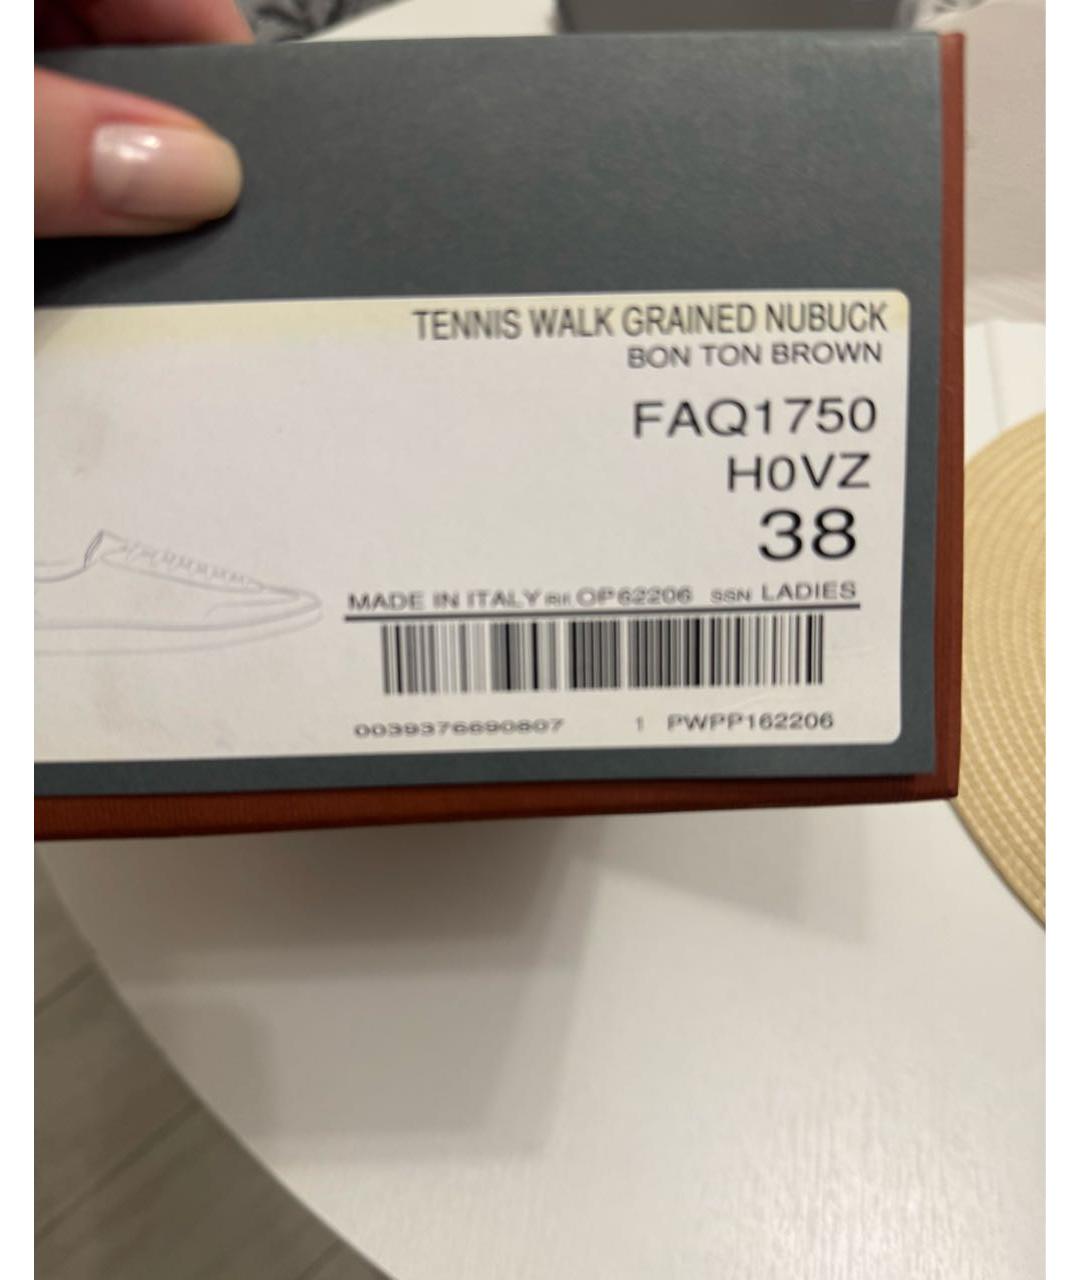 TENNIS WALK GRAINED NUBUCK
BON TON BROWN
FAQ1750
H0VZ
38
MADE IN ITALY Rif. OP62206 SSN LADIES
0039376690807 1 PWPP162206